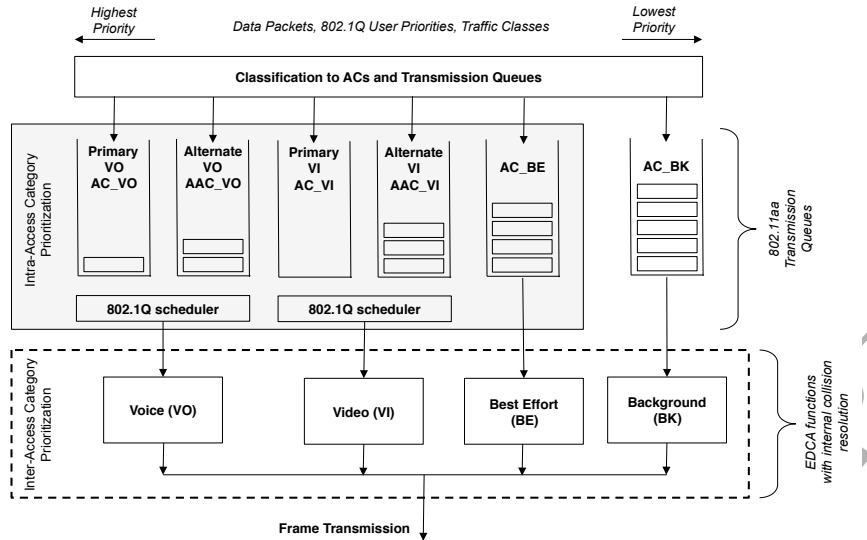 Highest
Priority
Data Packets, 802.1Q User Priorities, Traffic Classes
Lowest
Priority
Classification to ACs and Transmission Queues
Intra-Access Category
Prioritization
Primary
VO
AC_VO
Alternate
VO
AAC_VO
Primary
VI
AC_VI
Alternate
VI
AAC_VI
AC_BE
AC_BK
802.11aa
Transmission
Queues
802.1Q scheduler
802.1Q scheduler
Inter-Access Category
Prioritization
Voice (VO)
Video (VI)
Best Effort
(BE)
Background
(BK)
EDCA functions
with internal collision
resolution
Frame Transmission